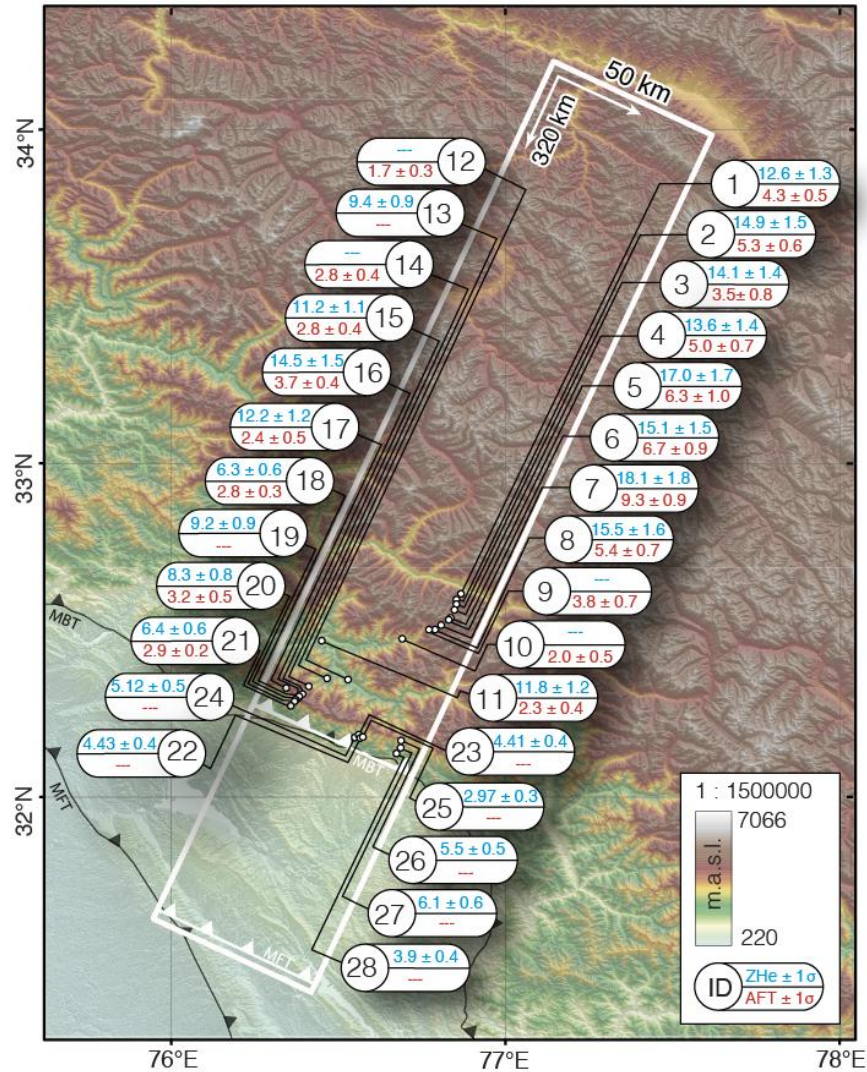 50 km
320 km
34°N
33°N
32°N
76°E
77°E
78°E
---
12
1.7 ± 0.3
9.4 ± 0.9
13
---
---
14
2.8 ± 0.4
11.2 ± 1.1
15
2.8 ± 0.4
14.5 ± 1.5
16
3.7 ± 0.4
12.2 ± 1.2
17
2.4 ± 0.5
6.3 ± 0.6
18
2.8 ± 0.3
9.2 ± 0.9
19
---
8.3 ± 0.8
20
3.2 ± 0.5
6.4 ± 0.6
21
2.9 ± 0.2
5.12 ± 0.5
24
---
4.43 ± 0.4
22
---
1
12.6 ± 1.3
4.3 ± 0.5
2
14.9 ± 1.5
5.3 ± 0.6
3
14.1 ± 1.4
3.5± 0.8
4
13.6 ± 1.4
5.0 ± 0.7
5
17.0 ± 1.7
6.3 ± 1.0
6
15.1 ± 1.5
6.7 ± 0.9
7
18.1 ± 1.8
9.3 ± 0.9
8
15.5 ± 1.6
5.4 ± 0.7
9
---
3.8 ± 0.7
10
---
2.0 ± 0.5
11
11.8 ± 1.2
2.3 ± 0.4
23
4.41 ± 0.4
---
25
2.97 ± 0.3
---
26
5.5 ± 0.5
---
27
6.1 ± 0.6
---
28
3.9 ± 0.4
---
MBT
MFT
MBT
MFT
1 : 1500000
7066
m.a.s.l.
220
ID
ZHe ± 1σ
AFT ± 1σ